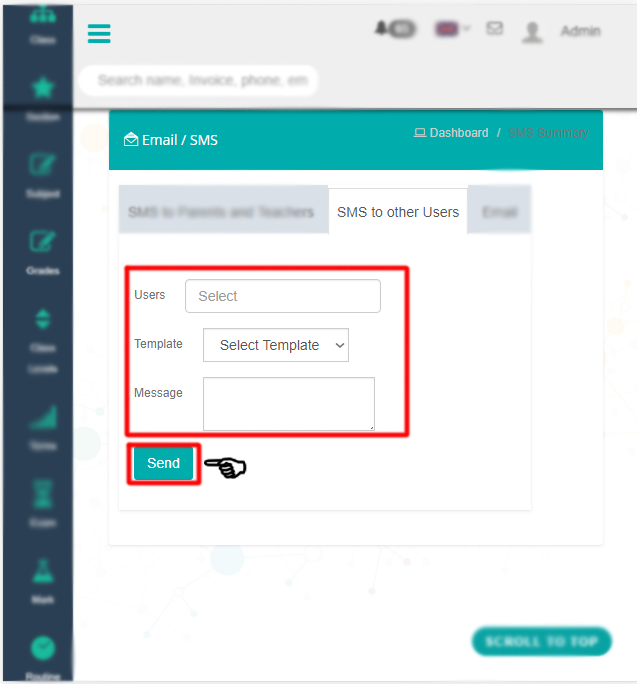 Admin
Search name, Invoice, phone, em
Email / SMS
Dashboard / SMS Summary
SMS to Parents and Teachers
SMS to other Users
Email
Class
Section
Subject
Grades
Class
Levels
Exam
Mark
Routine
Users
Select
Template
Select Template
Message
Send
SCROLL TO TOP